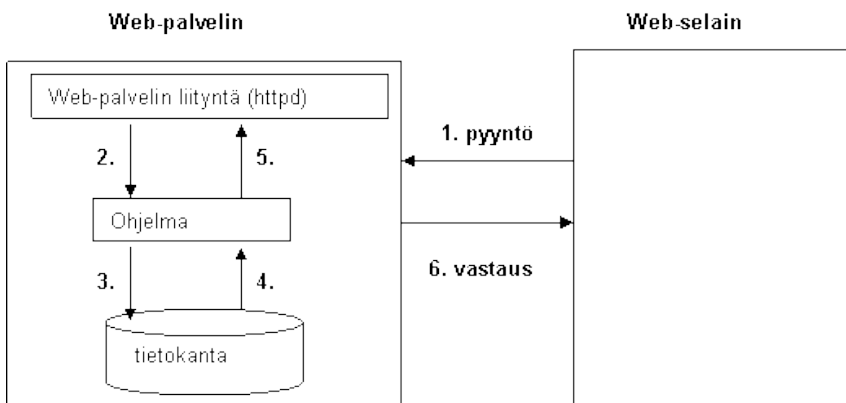 Web-palvelin
Web-selain
Web-palvelin liityntä (httpd)
1. pyyntö
2.
5.
Ohjelma
6. vastaus
3.
4.
tietokanta